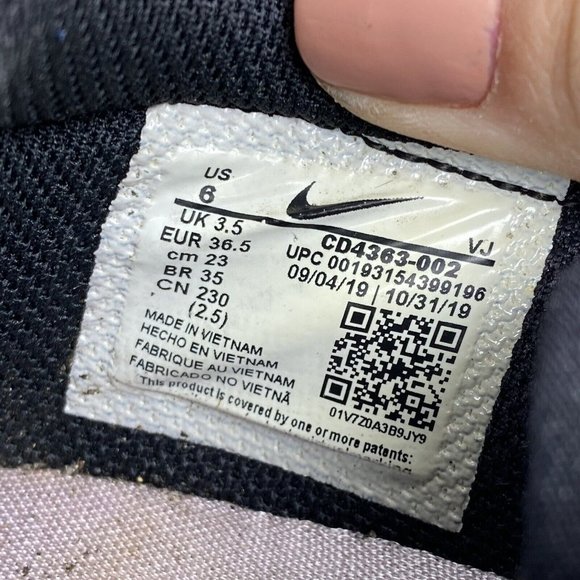 US
6
UK 3.5
EUR 36.5
cm 23
BR 35
CN 230
(2.5)
VJ
CD4363-002
UPC 00193154399196
09/04/19 | 10/31/19
01V7Z0A3B9JY9
MADE IN VIETNAM
HECHO EN VIETNAM
FABRIQUE AU VIETNAM
FABRICADO NO VIETNÃ
This product is covered by one or more patents: